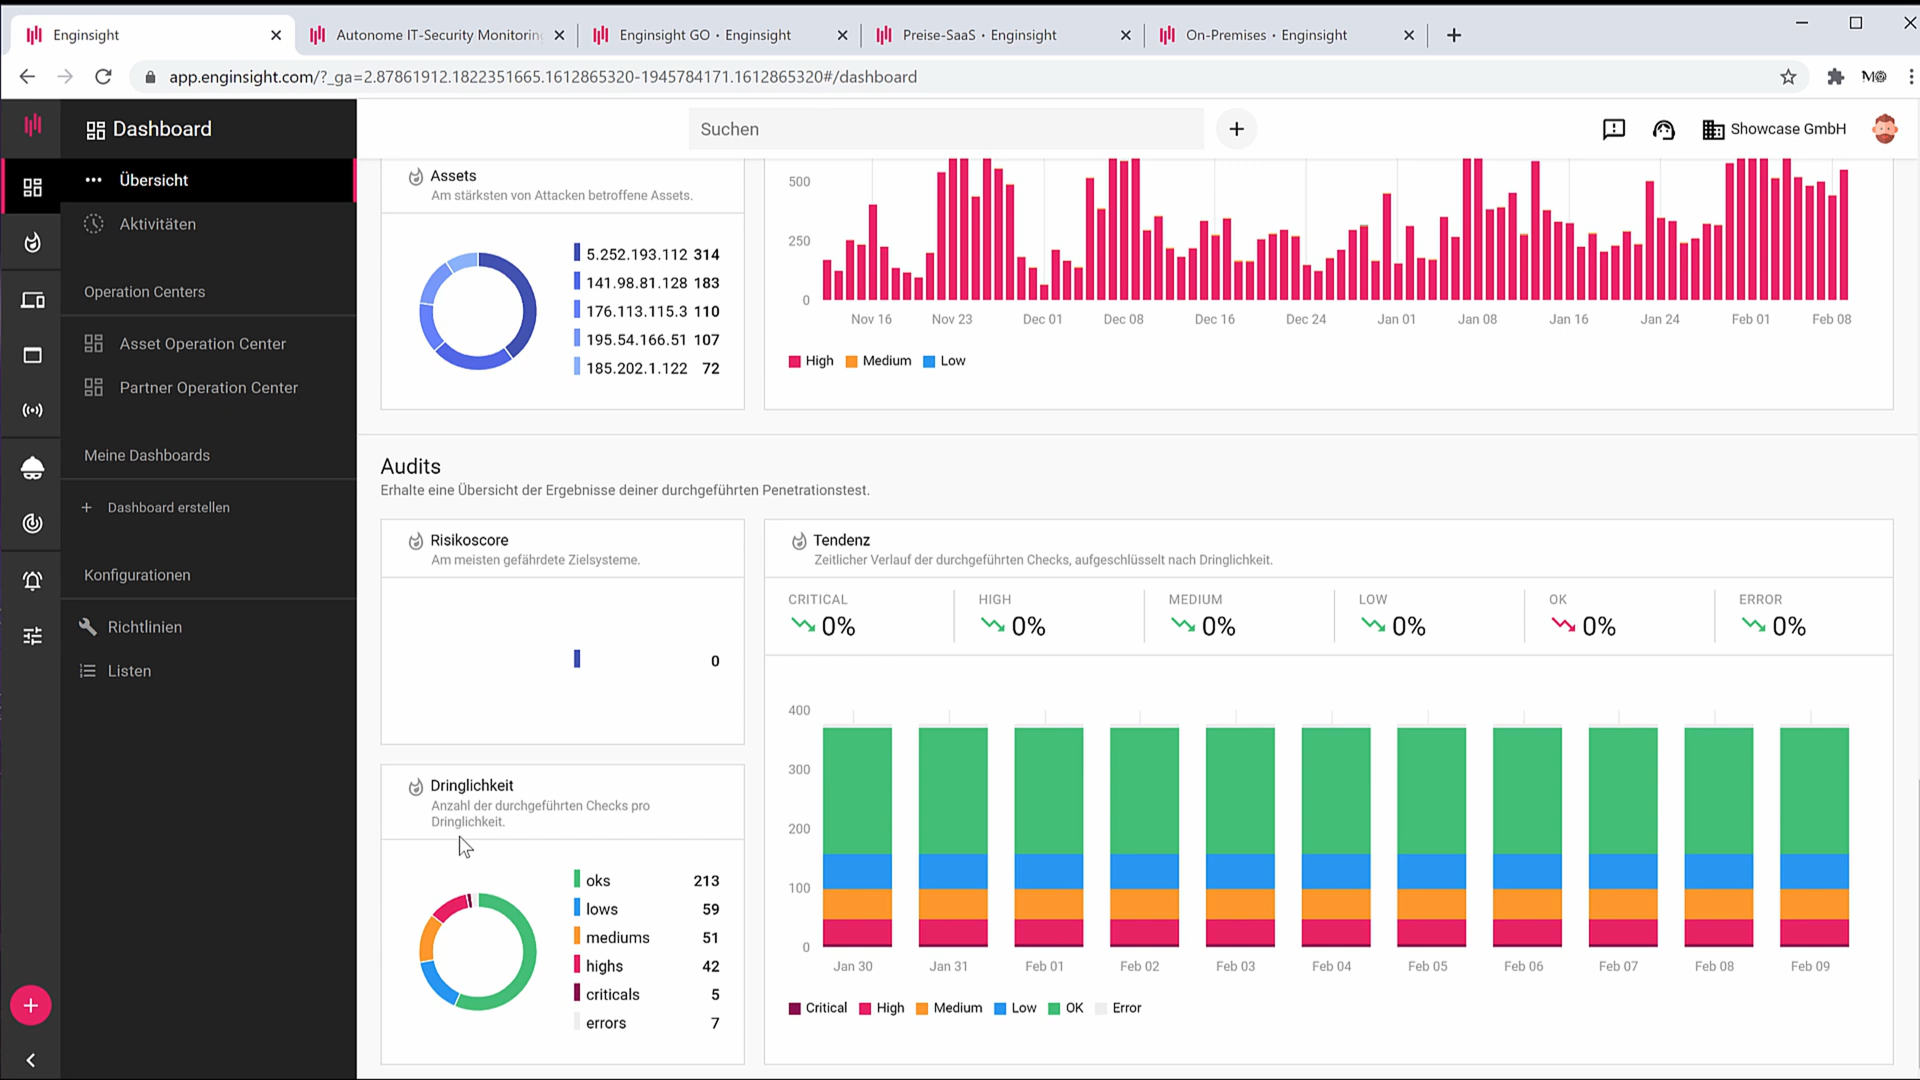 Enginsight
Autonome IT-Security Monitoring
Enginsight GO • Enginsight
Preise-SaaS • Enginsight
On-Premises • Enginsight
app.enginsight.com/?_ga=2.87861912.1822351665.1612865320-1945784171.1612865320#/dashboard
Dashboard
Suchen
Showcase GmbH
Übersicht
Aktivitäten
Operation Centers
Asset Operation Center
Partner Operation Center
Meine Dashboards
Dashboard erstellen
Konfigurationen
Richtlinien
Listen
Assets
Am stärksten von Attacken betroffene Assets.
5.252.193.112 314
141.98.81.128 183
176.113.115.3 110
195.54.166.51 107
185.202.1.122 72
500
250
0
Nov 16 Nov 23 Dec 01 Dec 08 Dec 16 Dec 24 Jan 01 Jan 08 Jan 16 Jan 24 Feb 01 Feb 08
High Medium Low
Audits
Erhalte eine Übersicht der Ergebnisse deiner durchgeführten Penetrationstest.
Risikoscore
Am meisten gefährdete Zielsysteme.
0
Dringlichkeit
Anzahl der durchgeführten Checks pro
Dringlichkeit.
oks 213
lows 59
mediums 51
highs 42
criticals 5
errors 7
Tendenz
Zeitlicher Verlauf der durchgeführten Checks, aufgeschlüsselt nach Dringlichkeit.
CRITICAL HIGH MEDIUM LOW OK ERROR
0% 0% 0% 0% 0% 0%
400
300
200
100
0
Jan 30 Jan 31 Feb 01 Feb 02 Feb 03 Feb 04 Feb 05 Feb 06 Feb 07 Feb 08 Feb 09
Critical High Medium Low OK Error